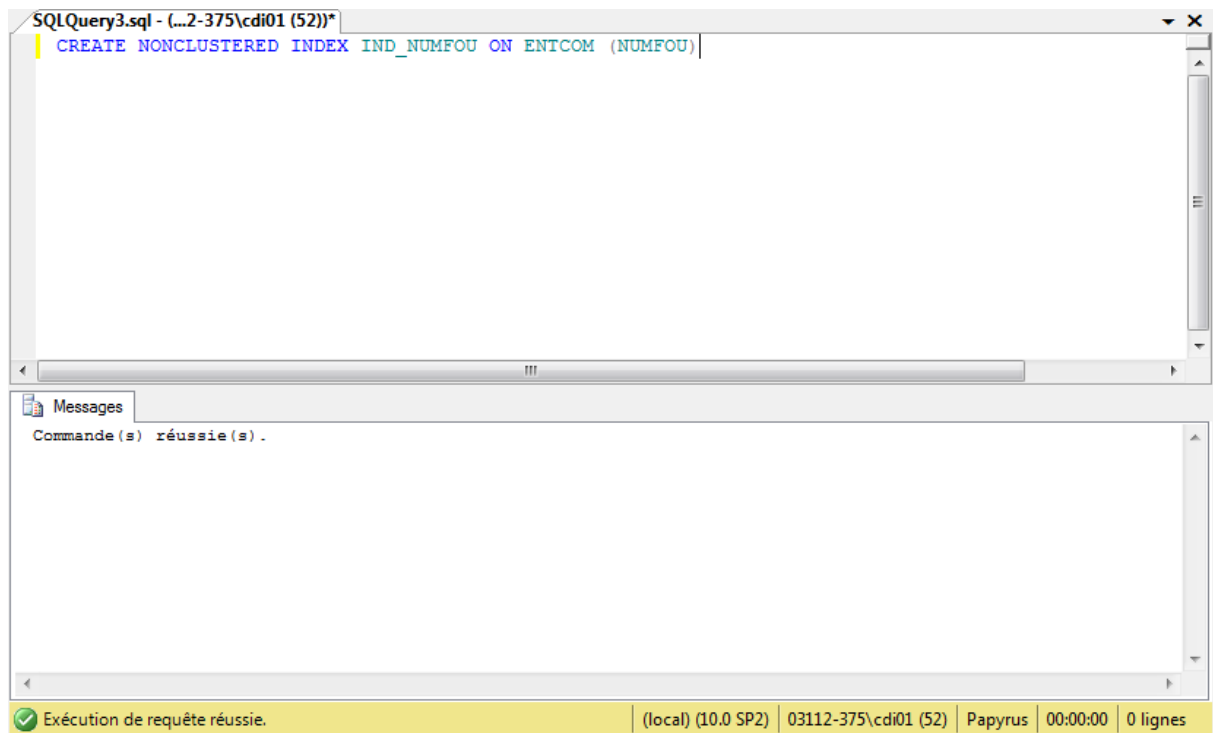 SQLQuery3.sql - (...2-375\cdi01 (52))*
CREATE NONCLUSTERED INDEX IND_NUMFOU ON ENTCOM (NUMFOU)
Messages
Commande(s) réussie(s).
Exécution de requête réussie. (local) (10.0 SP2) 03112-375\cdi01 (52) Papyrus 00:00:00 0 lignes